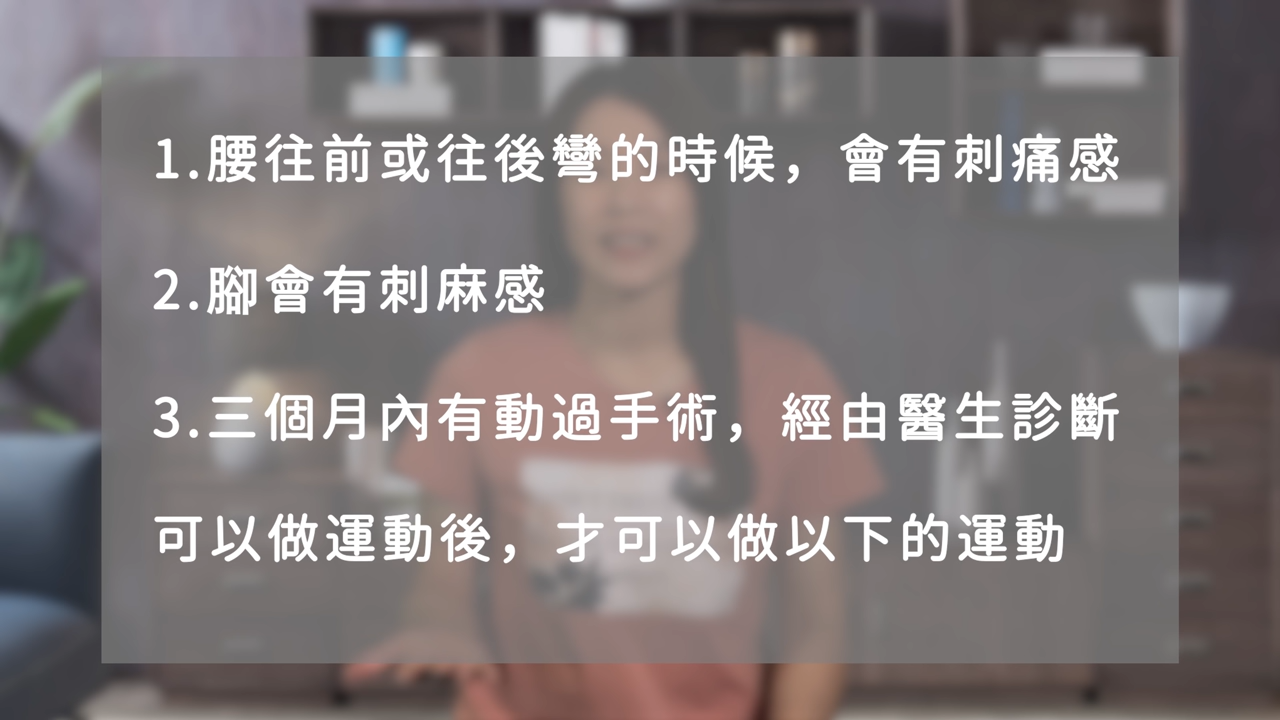 1.腰往前或往後彎的時候，會有刺痛感
2.腳會有刺麻感
3.三個月內有動過手術，經由醫生診斷
可以做運動後，才可以做以下的運動